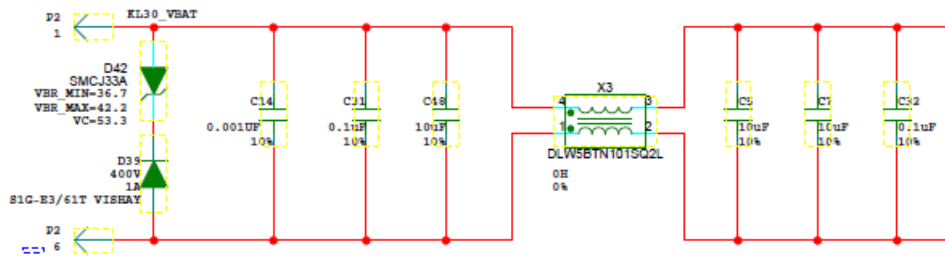 P2
1
KL30_VBAT
D42
SMCJ33A
VBR_MIN=36.7
VBR_MAX=42.2
VC=53.3
D39
400V
1A
S1G-E3/61T VISHAY
P2
6
C14
0.001UF
10%
C31
0.1uF
10%
C48
10uF
10%
X3
4
3
1
2
DLW5BTN101SQ2L
0H
0%
C5
10uF
10%
C7
10uF
10%
C32
0.1uF
10%